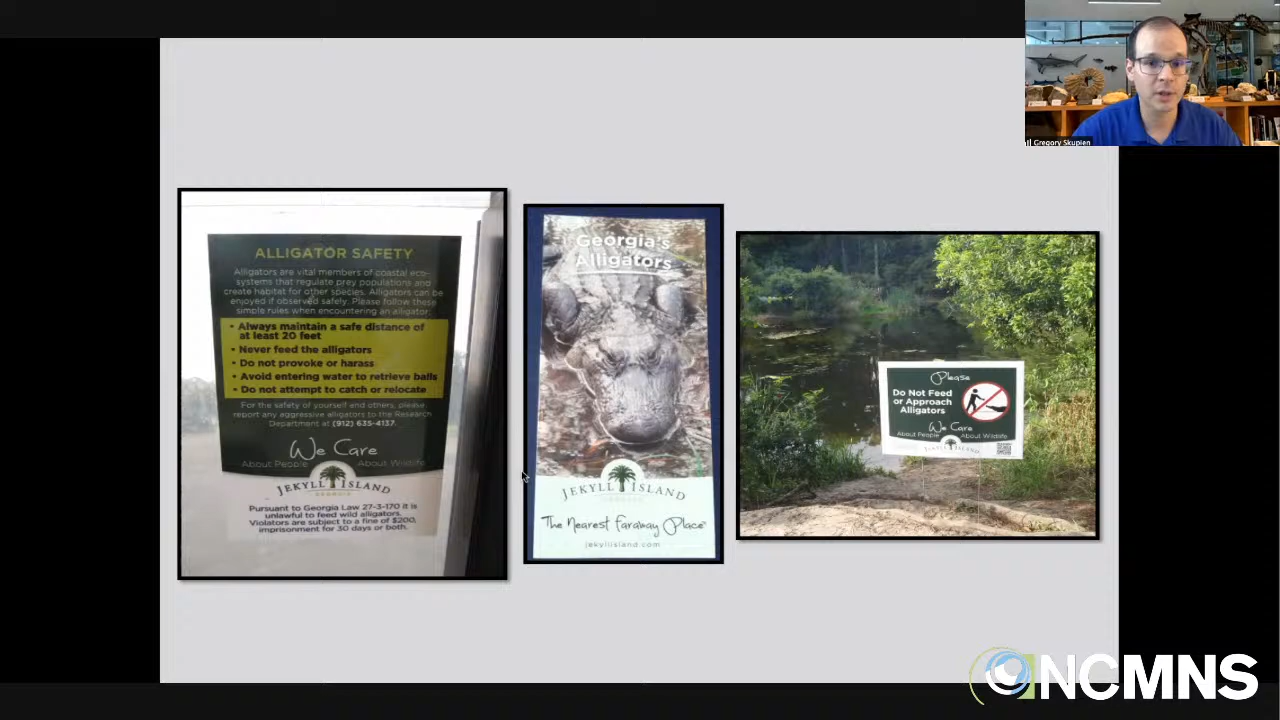 Gregory Skupien
ALLIGATOR SAFETY
Alligators are vital members of coastal eco-
systems that regulate prey populations and
create habitat for other species. Alligators can be
enjoyed if observed safely. Please follow these
simple rules when encountering an alligator:
• Always maintain a safe distance of
at least 20 feet
• Never feed the alligators
• Do not provoke or harass
• Avoid entering water to retrieve balls
• Do not attempt to catch or relocate
For the safety of yourself and others, please
report any aggressive alligators to the Research
Department at (912) 635-4137.
We Care
About People About Wildlife
JEKYLL ISLAND
GEORGIA
Pursuant to Georgia Law 27-3-170 it is
unlawful to feed wild alligators.
Violators are subject to a fine of $200,
imprisonment for 30 days or both.
Georgia's
Alligators
JEKYLL ISLAND
The Nearest Faraway Place
jekyllisland.com
Please
Do Not Feed
or Approach
Alligators
We Care
About People About Wildlife
JEKYLL ISLAND
NCMNS